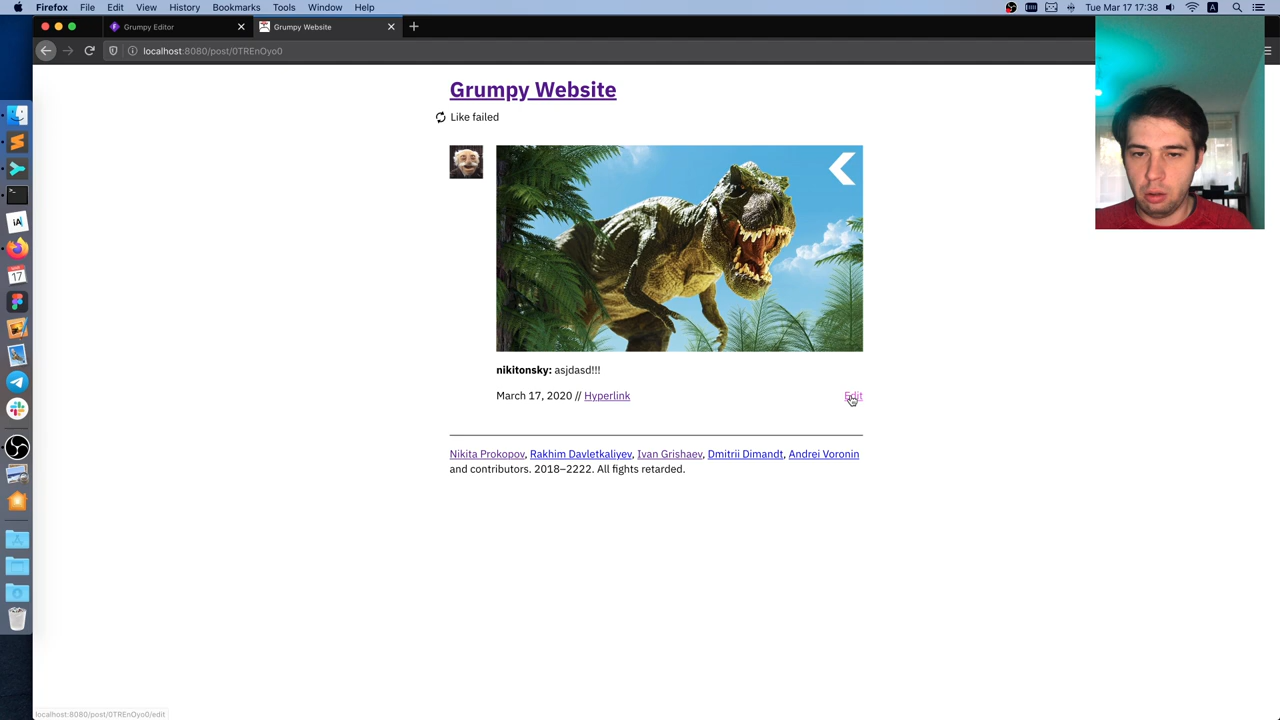 Firefox File Edit View History Bookmarks Tools Window Help
Tue 17:38
Grumpy Editor
Grumpy Website
localhost:8080/post/0TREnOyo0
Grumpy Website
Like failed
nikitonsky: asjdasd!!!
March 17, 2020 // Hyperlink
Edit
Nikita Prokopov, Rakhim Davletkaliyev, Ivan Grishaev, Dmitrii Dimandt, Andrei Voronin
and contributors. 2018–2222. All fights retarded.
iA
17
localhost:8080/post/0TREnOyo0/edit